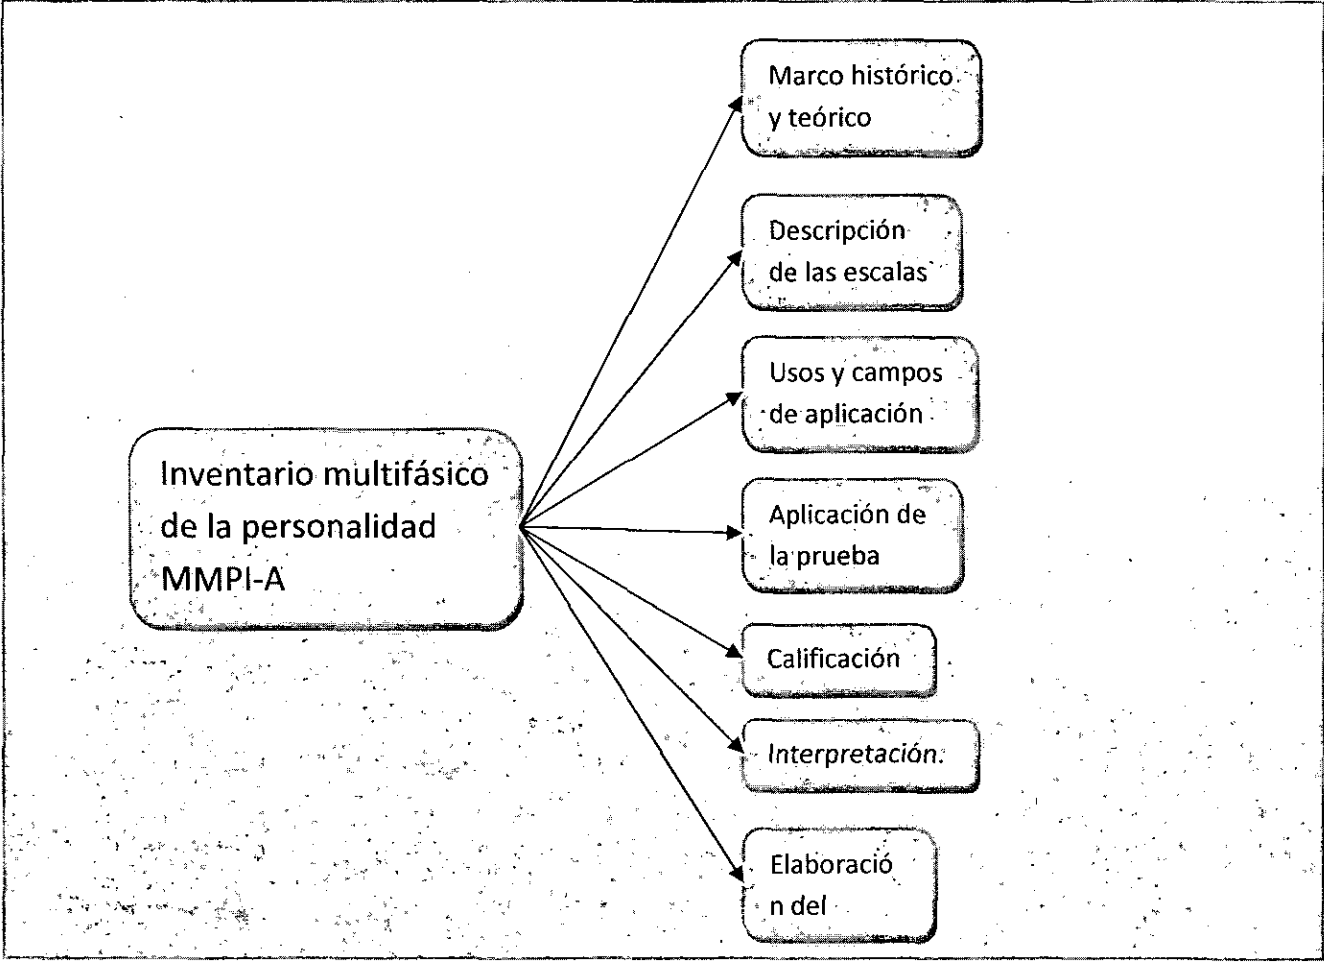 Marco histórico
y teórico
Descripción
de las escalas
Usos y campos
de aplicación
Inventario multifásico
de la personalidad
MMPI-A
Aplicación de
la prueba
Calificación
Interpretación.
Elaboració
n del